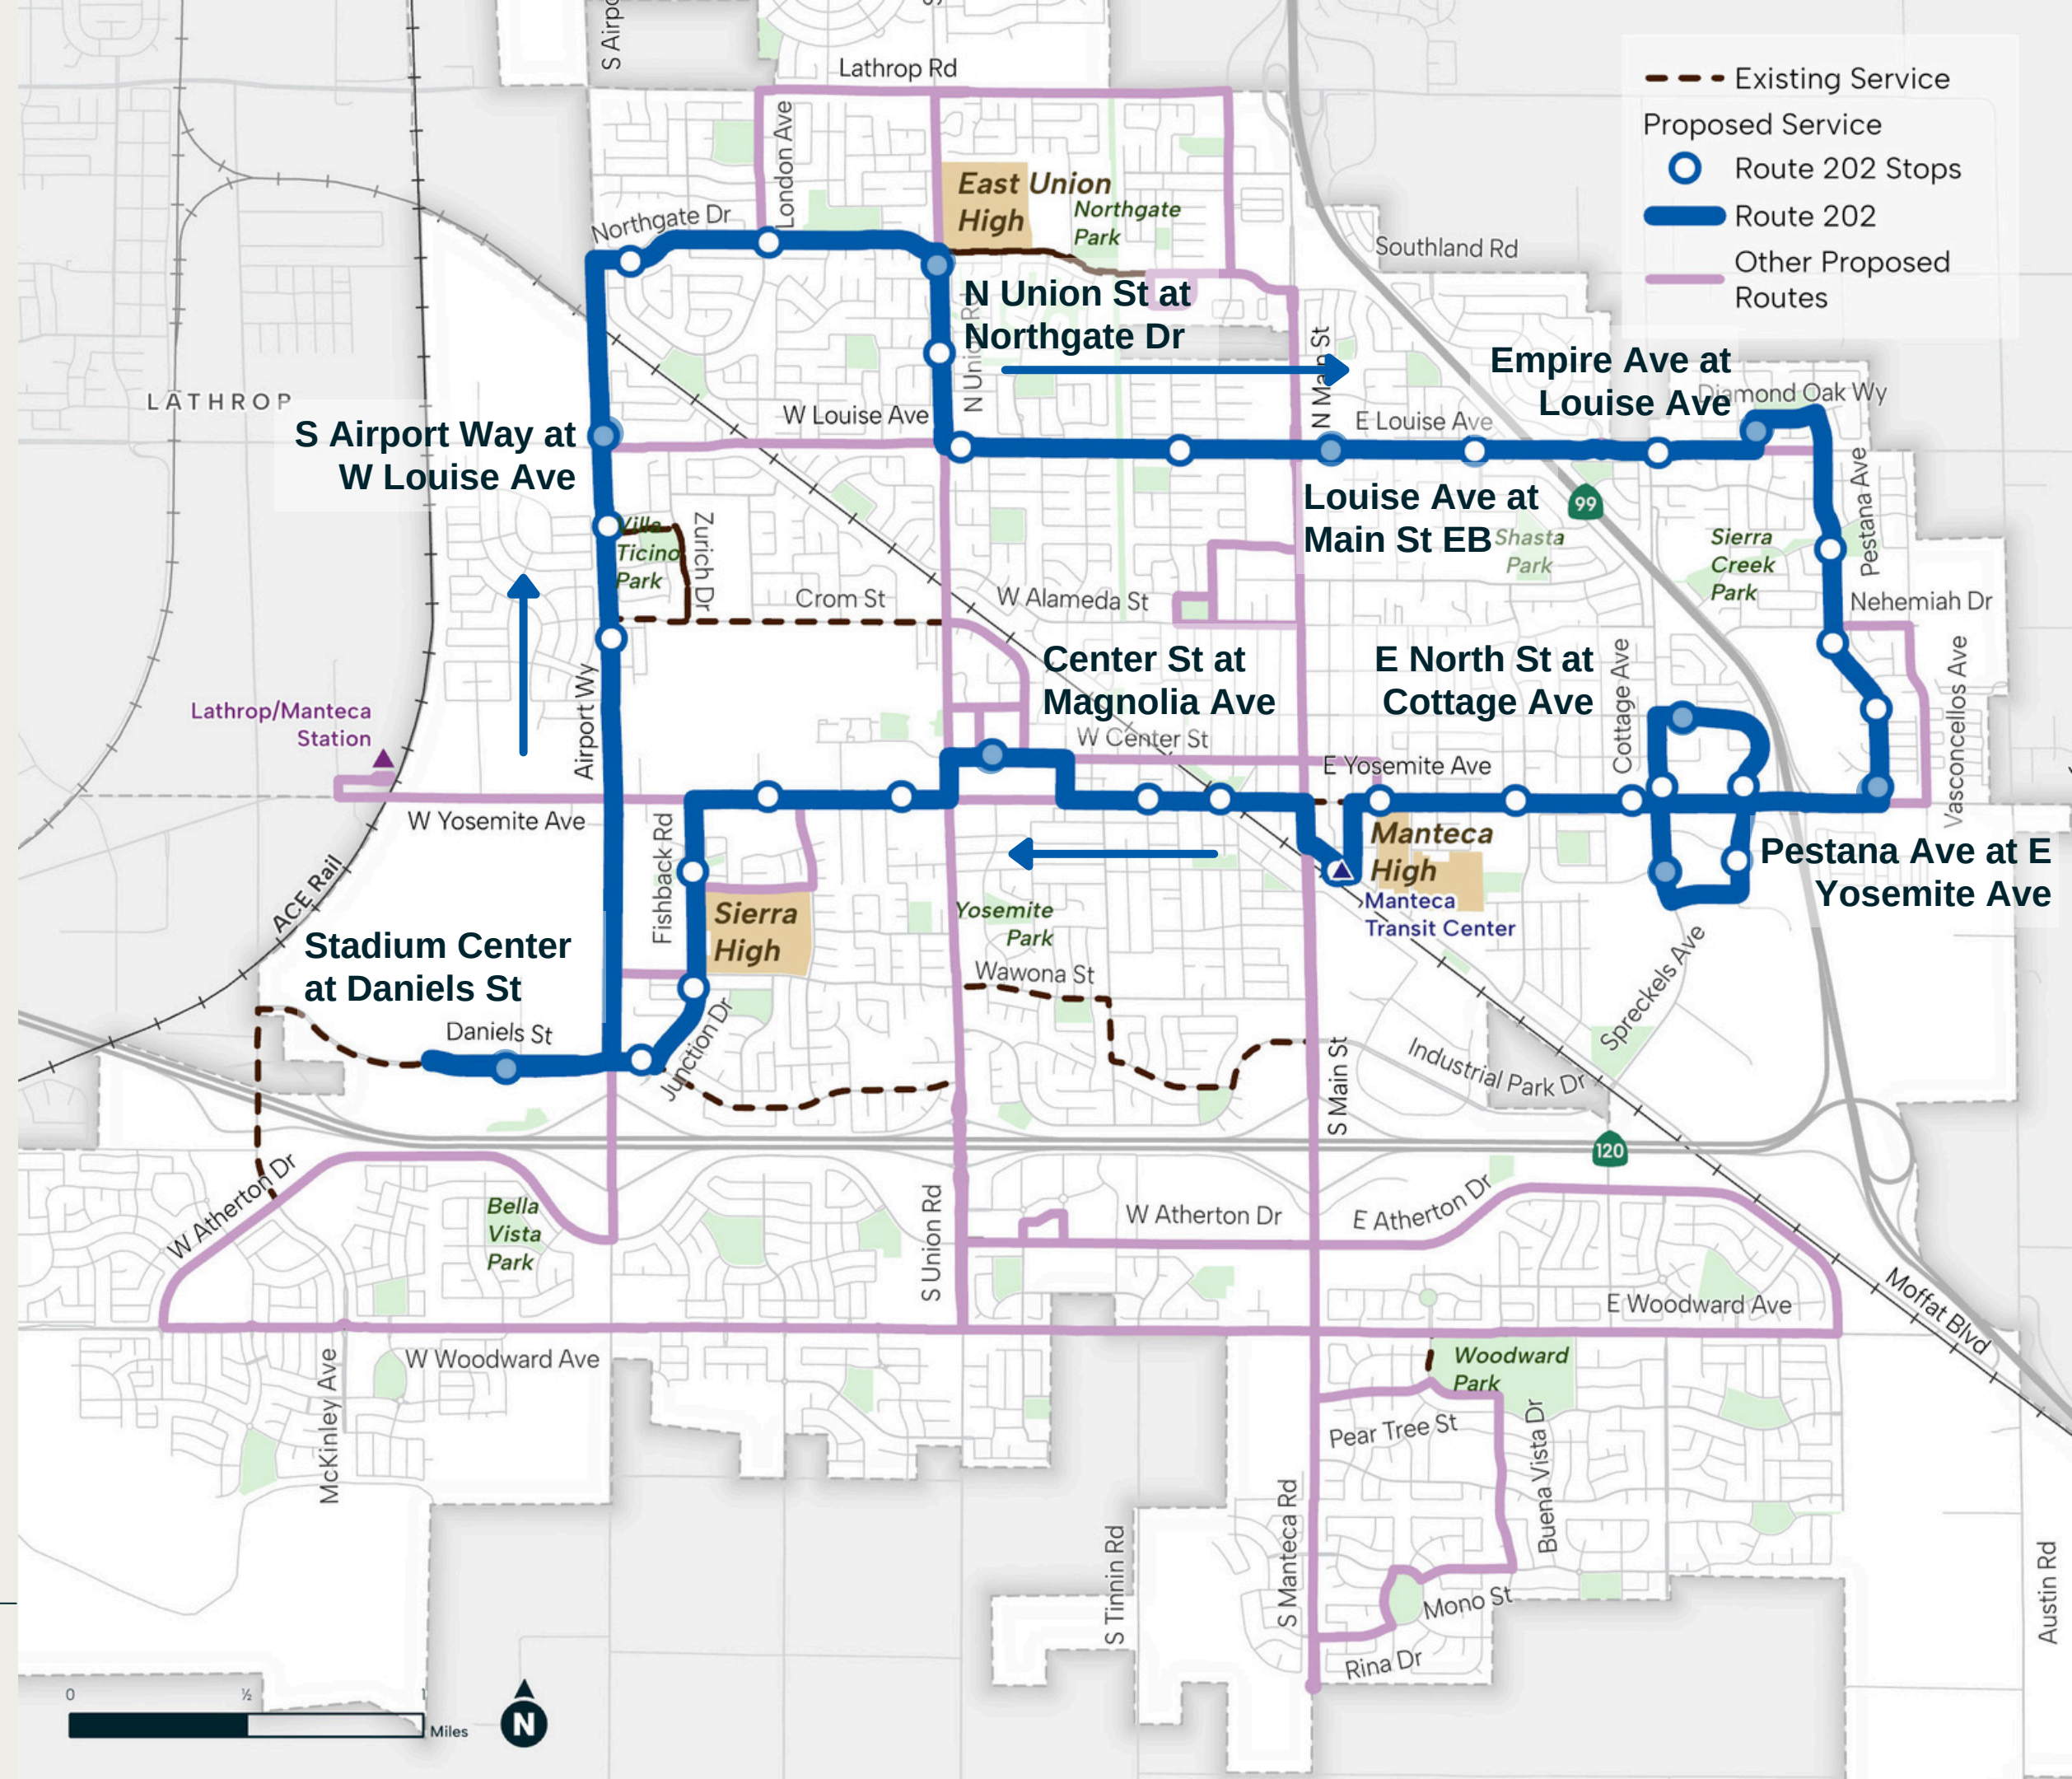 S Airpo
Lathrop Rd
London Ave
East Union
High
Northgate
Park
Northgate Dr
Southland Rd
Existing Service
Proposed Service
Route 202 Stops
Route 202
Other Proposed
Routes
N Union St at
Northgate Dr
N Union Rd
N Main St
Empire Ave at
Louise Ave
Diamond Oak Wy
LATHROP
W Louise Ave
E Louise Ave
S Airport Way at
W Louise Ave
Louise Ave at
Main St EB
99
Pestana Ave
Villa
Ticino
Park
Zurich Dr
Shasta
Park
Sierra
Creek
Park
Crom St
W Alameda St
Nehemiah Dr
Center St at
Magnolia Ave
E North St at
Cottage Ave
Cottage Ave
Vasconcellos Ave
Lathrop/Manteca
Station
Airport Wy
W Center St
E Yosemite Ave
W Yosemite Ave
Fishback Rd
Manteca
High
Pestana Ave at E
Yosemite Ave
ACE Rail
Sierra
High
Yosemite
Park
Manteca
Transit Center
Stadium Center
at Daniels St
Wawona St
Spreckels Ave
Daniels St
Junction Dr
S Main St
Industrial Park Dr
120
W Atherton Dr
Bella
Vista
Park
S Union Rd
W Atherton Dr
E Atherton Dr
E Woodward Ave
Moffat Blvd
W Woodward Ave
McKinley Ave
Woodward
Park
Pear Tree St
Buena Vista Dr
S Manteca Rd
S Tinnin Rd
Mono St
Rina Dr
Austin Rd
0 ½ 1
Miles
N